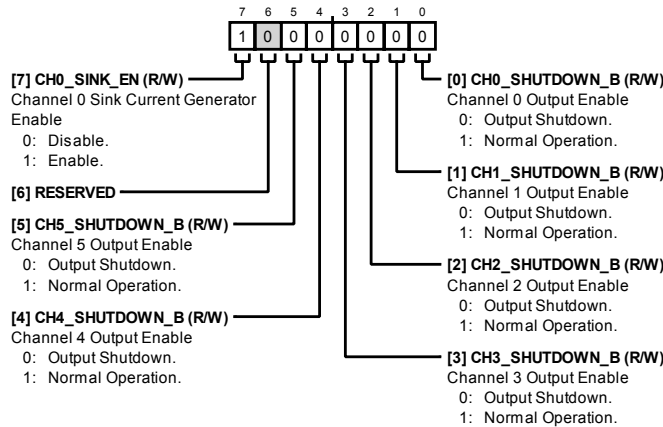 7 6 5 4 3 2 1 0
1 0 0 0 0 0 0 0
[7] CH0_SINK_EN (R/W)
Channel 0 Sink Current Generator
Enable
0: Disable.
1: Enable.
[6] RESERVED
[5] CH5_SHUTDOWN_B (R/W)
Channel 5 Output Enable
0: Output Shutdown.
1: Normal Operation.
[4] CH4_SHUTDOWN_B (R/W)
Channel 4 Output Enable
0: Output Shutdown.
1: Normal Operation.
[0] CH0_SHUTDOWN_B (R/W)
Channel 0 Output Enable
0: Output Shutdown.
1: Normal Operation.
[1] CH1_SHUTDOWN_B (R/W)
Channel 1 Output Enable
0: Output Shutdown.
1: Normal Operation.
[2] CH2_SHUTDOWN_B (R/W)
Channel 2 Output Enable
0: Output Shutdown.
1: Normal Operation.
[3] CH3_SHUTDOWN_B (R/W)
Channel 3 Output Enable
0: Output Shutdown.
1: Normal Operation.